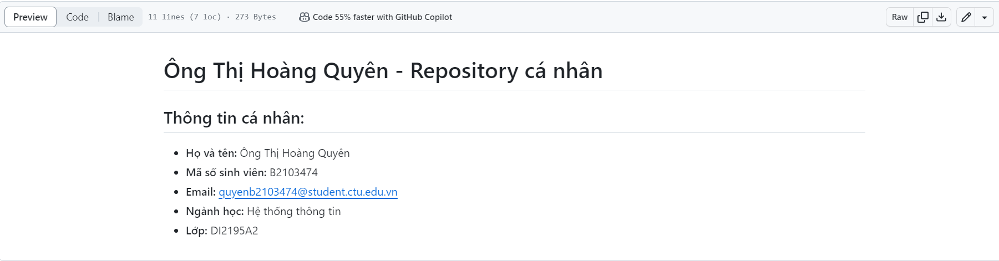 Preview Code Blame 11 lines (7 loc) · 273 Bytes Code 55% faster with GitHub Copilot Raw
Ông Thị Hoàng Quyên - Repository cá nhân
Thông tin cá nhân:
• Họ và tên: Ông Thị Hoàng Quyên
• Mã số sinh viên: B2103474
• Email: quyenb2103474@student.ctu.edu.vn
• Ngành học: Hệ thống thông tin
• Lớp: DI2195A2